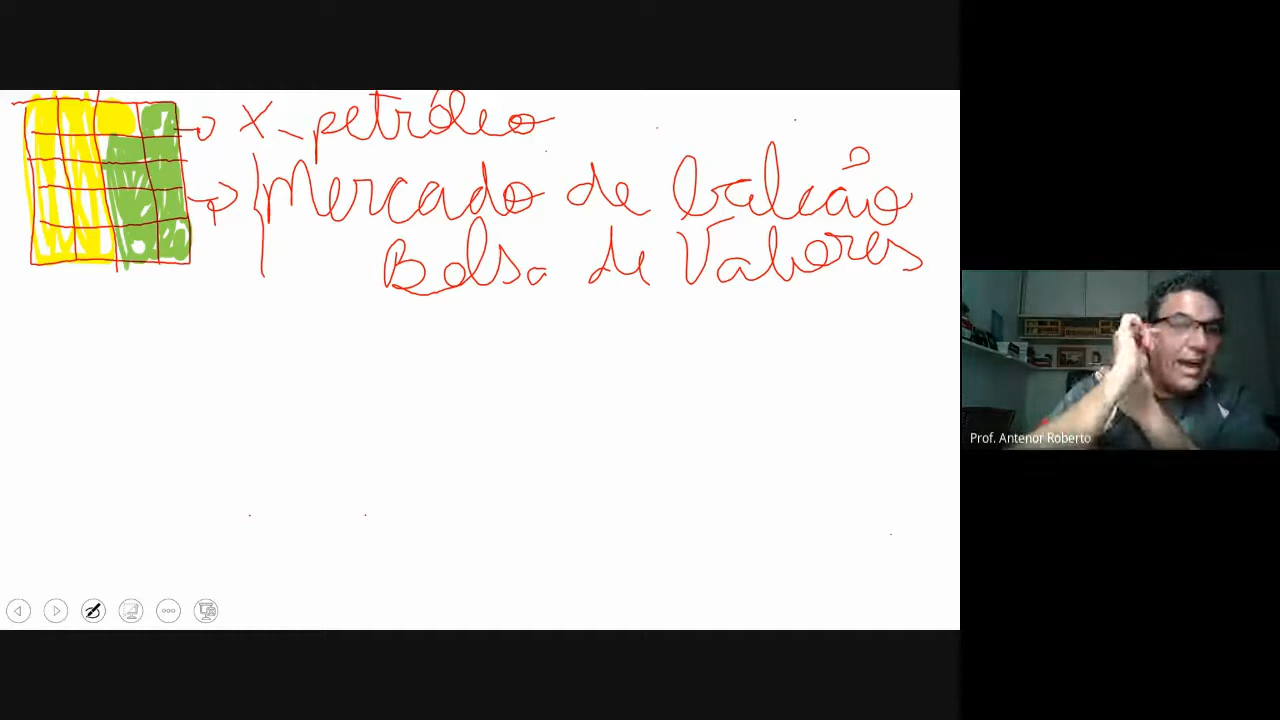 X-petróleo
Mercado de balcão
Bolsa de Valores
Prof. Antenor Roberto